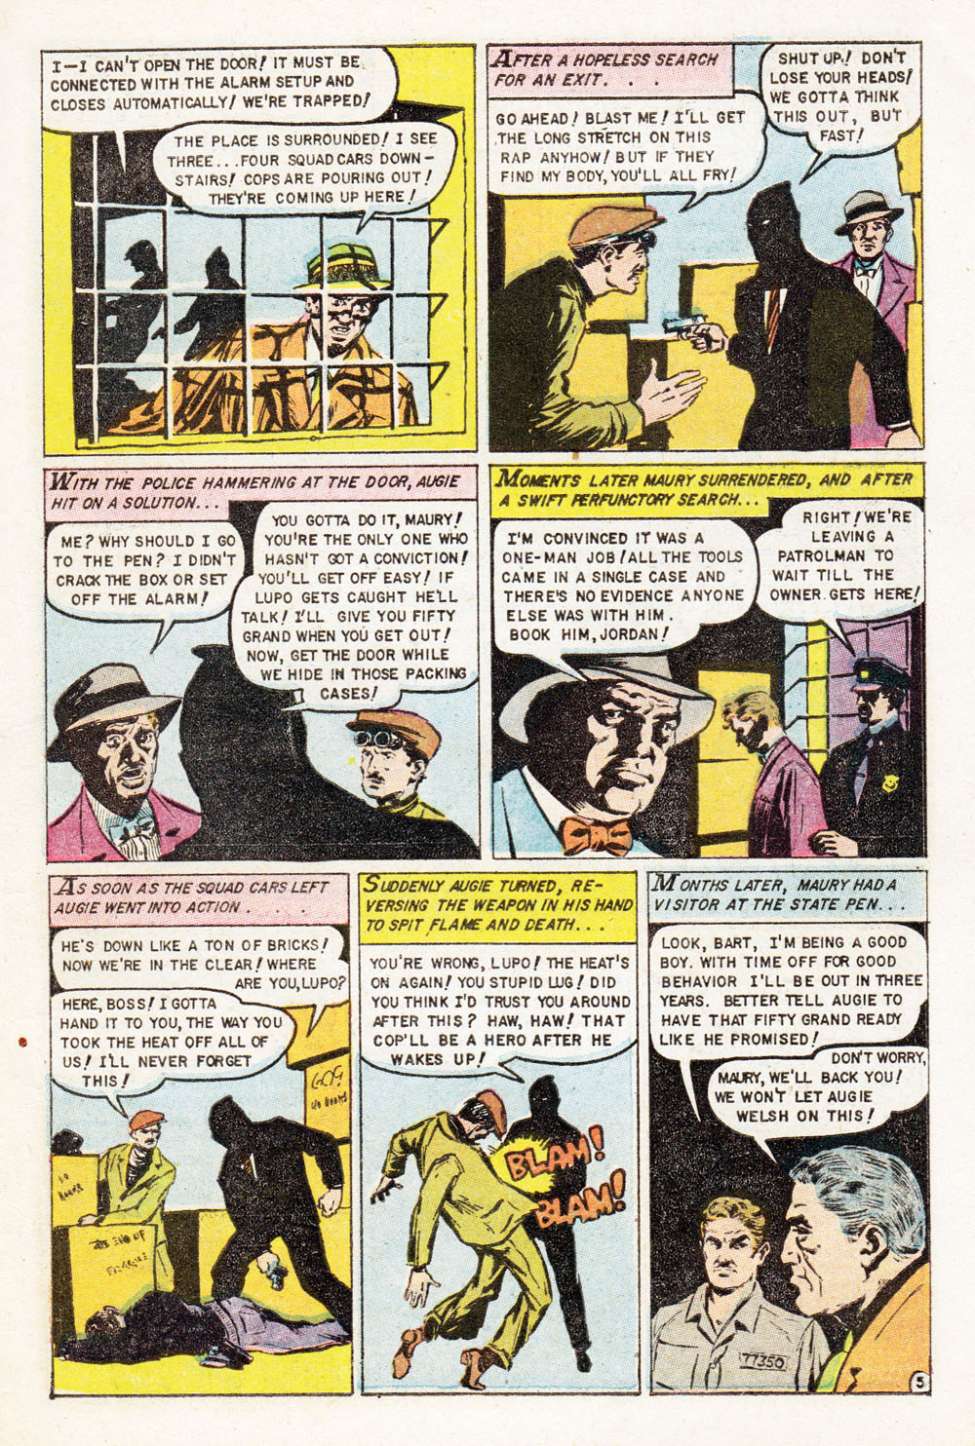 I—I CAN'T OPEN THE DOOR! IT MUST BE
CONNECTED WITH THE ALARM SETUP AND
CLOSES AUTOMATICALLY! WE'RE TRAPPED!
THE PLACE IS SURROUNDED! I SEE
THREE...FOUR SQUAD CARS DOWN-
STAIRS! COPS ARE POURING OUT!
THEY'RE COMING UP HERE!
AFTER A HOPELESS SEARCH
FOR AN EXIT. . . .
GO AHEAD! BLAST ME! I'LL GET
THE LONG STRETCH ON THIS
RAP ANYHOW! BUT IF THEY
FIND MY BODY, YOU'LL ALL FRY!
SHUT UP! DON'T
LOSE YOUR HEADS!
WE GOTTA THINK
THIS OUT, BUT
FAST!
WITH THE POLICE HAMMERING AT THE DOOR, AUGIE
HIT ON A SOLUTION...
ME? WHY SHOULD I GO
TO THE PEN? I DIDN'T
CRACK THE BOX OR SET
OFF THE ALARM!
YOU GOTTA DO IT, MAURY!
YOU'RE THE ONLY ONE WHO
HASN'T GOT A CONVICTION!
YOU'LL GET OFF EASY! IF
LUPO GETS CAUGHT HE'LL
TALK! I'LL GIVE YOU FIFTY
GRAND WHEN YOU GET OUT!
NOW, GET THE DOOR WHILE
WE HIDE IN THOSE PACKING
CASES!
MOMENTS LATER MAURY SURRENDERED, AND AFTER
A SWIFT PERFUNCTORY SEARCH...
I'M CONVINCED IT WAS A
ONE-MAN JOB! ALL THE TOOLS
CAME IN A SINGLE CASE AND
THERE'S NO EVIDENCE ANYONE
ELSE WAS WITH HIM.
BOOK HIM, JORDAN!
RIGHT! WE'RE
LEAVING A
PATROLMAN TO
WAIT TILL THE
OWNER GETS HERE!
AS SOON AS THE SQUAD CARS LEFT
AUGIE WENT INTO ACTION . . . .
HE'S DOWN LIKE A TON OF BRICKS!
NOW WE'RE IN THE CLEAR! WHERE
ARE YOU, LUPO?
HERE, BOSS! I GOTTA
HAND IT TO YOU, THE WAY YOU
TOOK THE HEAT OFF ALL OF
US! I'LL NEVER FORGET
THIS!
SUDDENLY AUGIE TURNED, RE-
VERSING THE WEAPON IN HIS HAND
TO SPIT FLAME AND DEATH...
YOU'RE WRONG, LUPO! THE HEAT'S
ON AGAIN! YOU STUPID LUG! DID
YOU THINK I'D TRUST YOU AROUND
AFTER THIS? HAW, HAW! THAT
COP'LL BE A HERO AFTER HE
WAKES UP!
BLAM!
BLAM!
MONTHS LATER, MAURY HAD A
VISITOR AT THE STATE PEN...
LOOK, BART, I'M BEING A GOOD
BOY. WITH TIME OFF FOR GOOD
BEHAVIOR I'LL BE OUT IN THREE
YEARS. BETTER TELL AUGIE TO
HAVE THAT FIFTY GRAND READY
LIKE HE PROMISED!
DON'T WORRY,
MAURY, WE'LL BACK YOU!
WE WON'T LET AUGIE
WELSH ON THIS!
77350
5